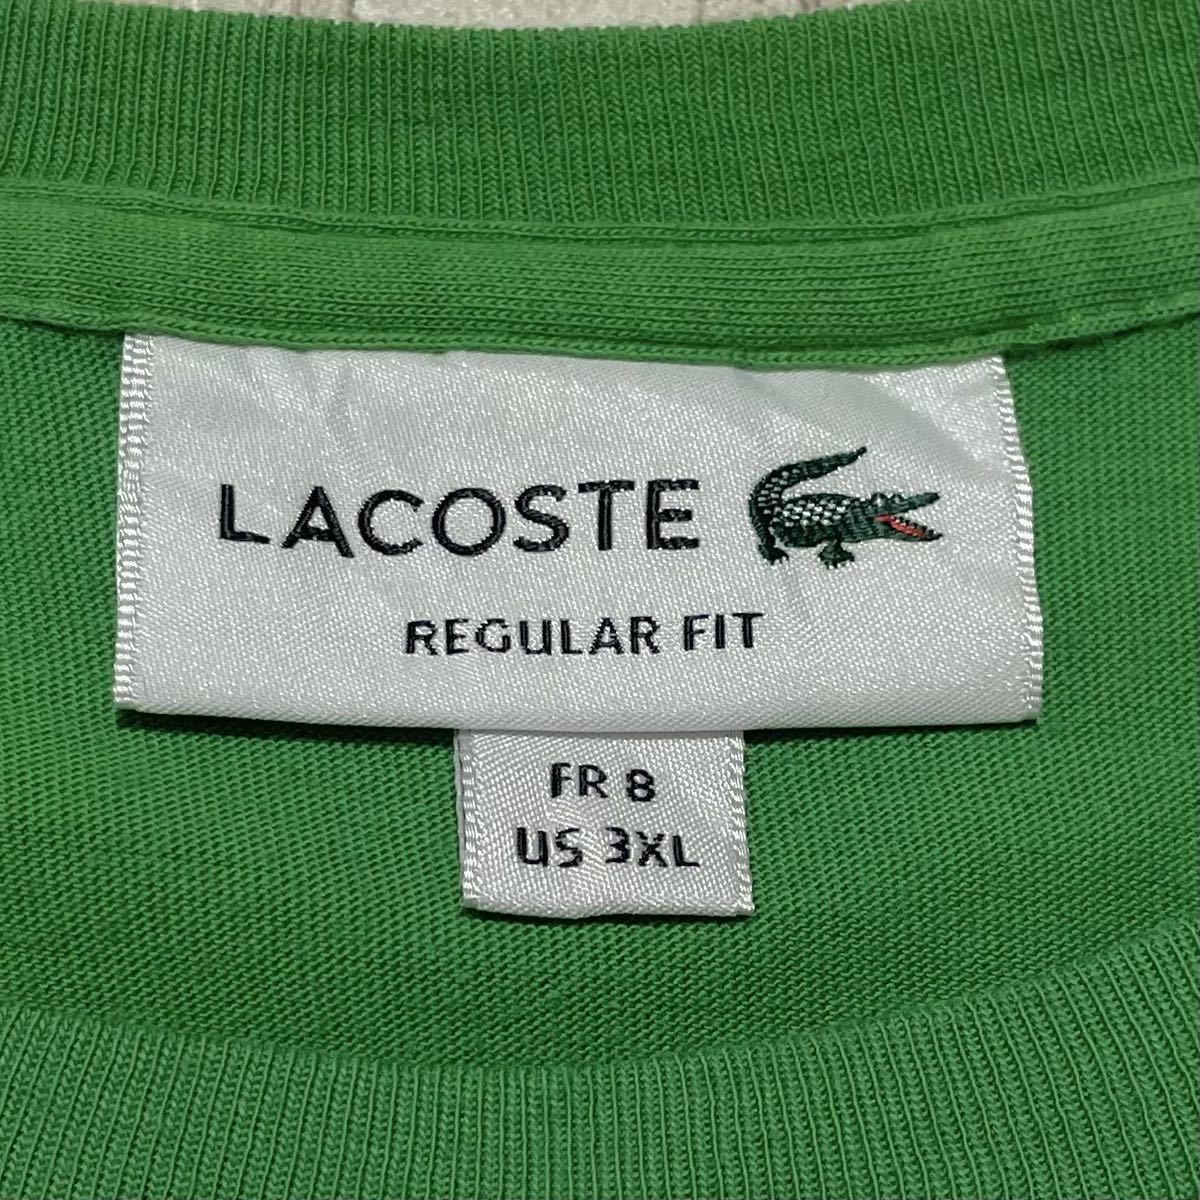 LACOSTE
REGULAR FIT
FR 8
US 3XL